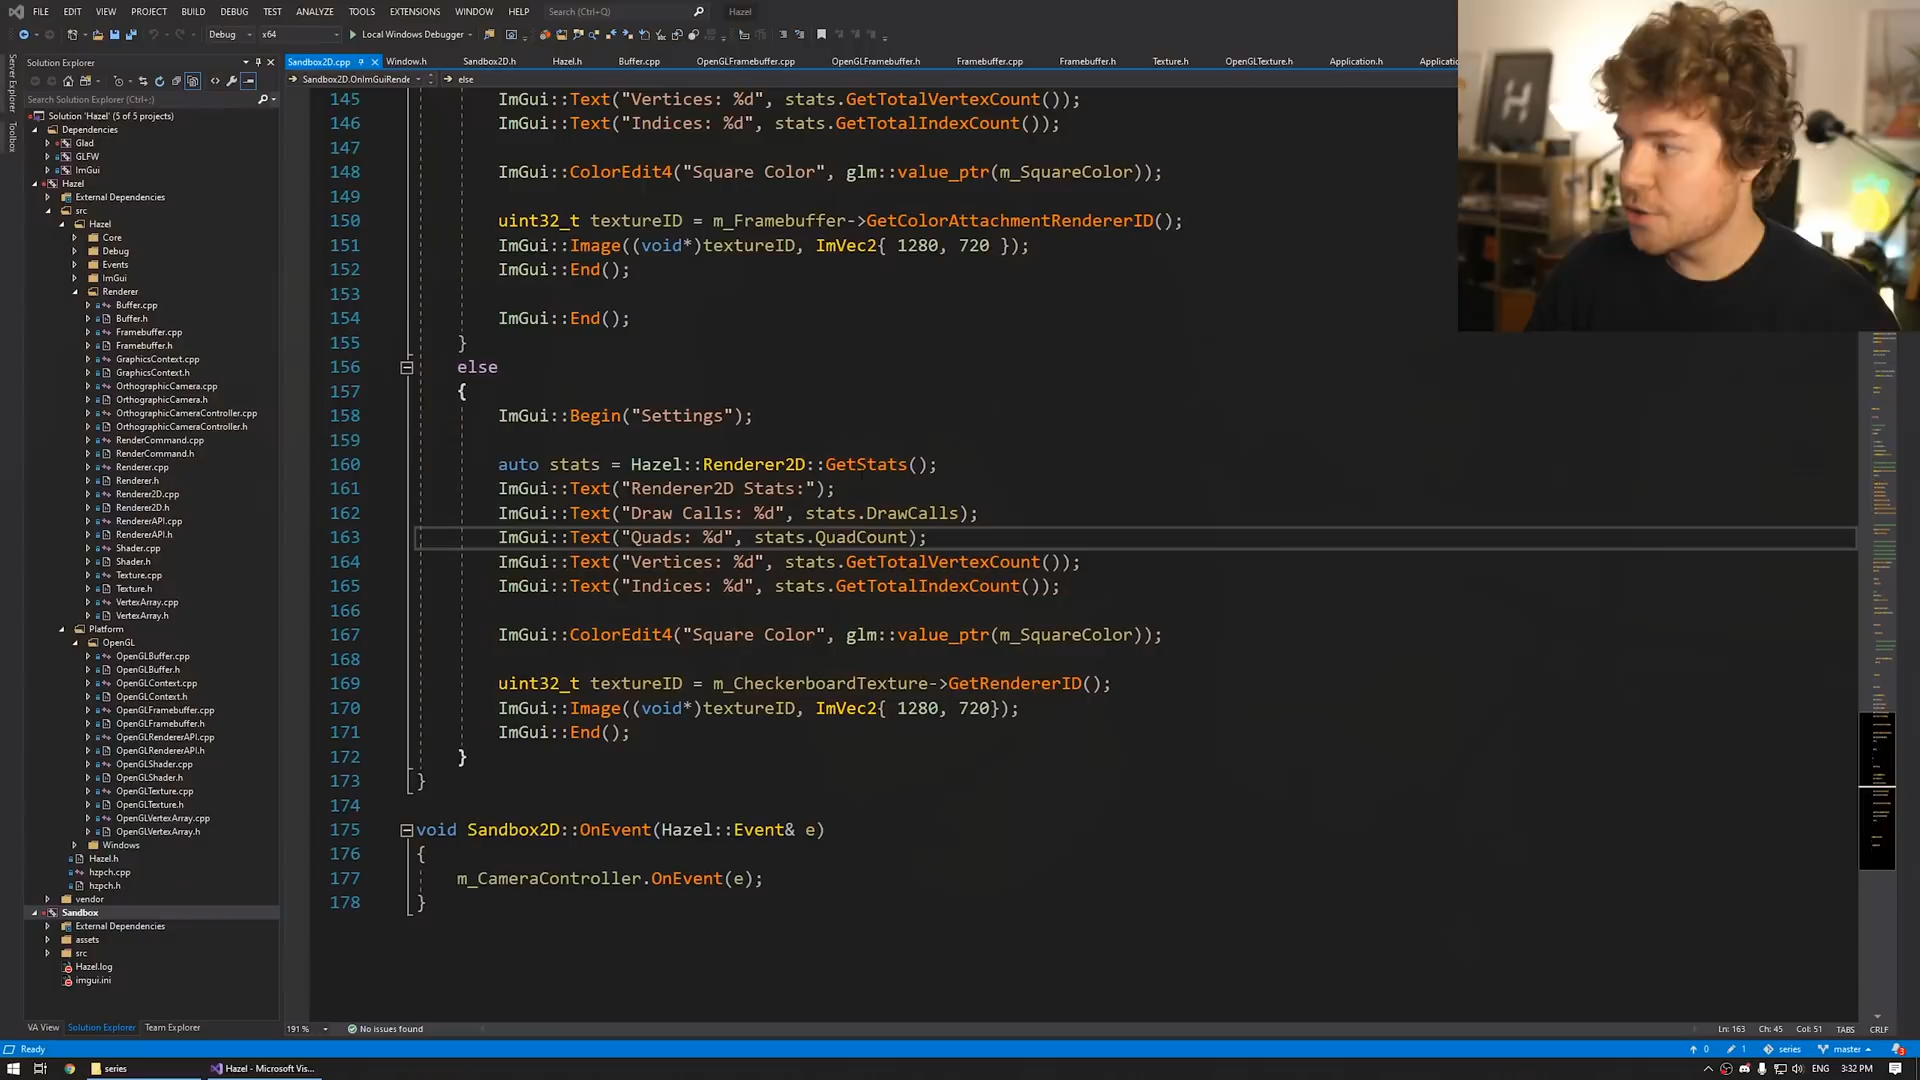 FILE EDIT VIEW PROJECT BUILD DEBUG TEST ANALYZE TOOLS EXTENSIONS WINDOW HELP Search (Ctrl+Q) Hazel
Debug x64 Local Windows Debugger
Server Explorer Toolbox
Solution Explorer
Search Solution Explorer (Ctrl+;)
Solution 'Hazel' (5 of 5 projects)
Dependencies
Glad
GLFW
ImGui
Hazel
External Dependencies
src
Hazel
Core
Debug
Events
ImGui
Renderer
Buffer.cpp
Buffer.h
Framebuffer.cpp
Framebuffer.h
GraphicsContext.cpp
GraphicsContext.h
OrthographicCamera.cpp
OrthographicCamera.h
OrthographicCameraController.cpp
OrthographicCameraController.h
RenderCommand.cpp
RenderCommand.h
Renderer.cpp
Renderer.h
Renderer2D.cpp
Renderer2D.h
RendererAPI.cpp
RendererAPI.h
Shader.cpp
Shader.h
Texture.cpp
Texture.h
VertexArray.cpp
VertexArray.h
Platform
OpenGL
OpenGLBuffer.cpp
OpenGLBuffer.h
OpenGLContext.cpp
OpenGLContext.h
OpenGLFramebuffer.cpp
OpenGLFramebuffer.h
OpenGLRendererAPI.cpp
OpenGLRendererAPI.h
OpenGLShader.cpp
OpenGLShader.h
OpenGLTexture.cpp
OpenGLTexture.h
OpenGLVertexArray.cpp
OpenGLVertexArray.h
Windows
Hazel.h
hzpch.cpp
hzpch.h
vendor
Sandbox
External Dependencies
assets
src
Hazel.log
imgui.ini
VA View Solution Explorer Team Explorer
Sandbox2D.cpp Window.h Sandbox2D.h Hazel.h Buffer.cpp OpenGLFramebuffer.cpp OpenGLFramebuffer.h Framebuffer.cpp Framebuffer.h Texture.h OpenGLTexture.h Application.h
Sandbox2D.OnImGuiRende else
145 ImGui::Text("Vertices: %d", stats.GetTotalVertexCount());
146 ImGui::Text("Indices: %d", stats.GetTotalIndexCount());
147
148 ImGui::ColorEdit4("Square Color", glm::value_ptr(m_SquareColor));
149
150 uint32_t textureID = m_Framebuffer->GetColorAttachmentRendererID();
151 ImGui::Image((void*)textureID, ImVec2{ 1280, 720 });
152 ImGui::End();
153
154 ImGui::End();
155 }
156 else
157 {
158 ImGui::Begin("Settings");
159
160 auto stats = Hazel::Renderer2D::GetStats();
161 ImGui::Text("Renderer2D Stats:");
162 ImGui::Text("Draw Calls: %d", stats.DrawCalls);
163 ImGui::Text("Quads: %d", stats.QuadCount);
164 ImGui::Text("Vertices: %d", stats.GetTotalVertexCount());
165 ImGui::Text("Indices: %d", stats.GetTotalIndexCount());
166
167 ImGui::ColorEdit4("Square Color", glm::value_ptr(m_SquareColor));
168
169 uint32_t textureID = m_CheckerboardTexture->GetRendererID();
170 ImGui::Image((void*)textureID, ImVec2{ 1280, 720});
171 ImGui::End();
172 }
173 }
174
175 void Sandbox2D::OnEvent(Hazel::Event& e)
176 {
177 m_CameraController.OnEvent(e);
178 }
191 % No issues found Ln: 163 Ch: 45 Col: 51 TABS CRLF
Ready 0 1 series master 3
series Hazel - Microsoft Vis... ENG 3:32 PM